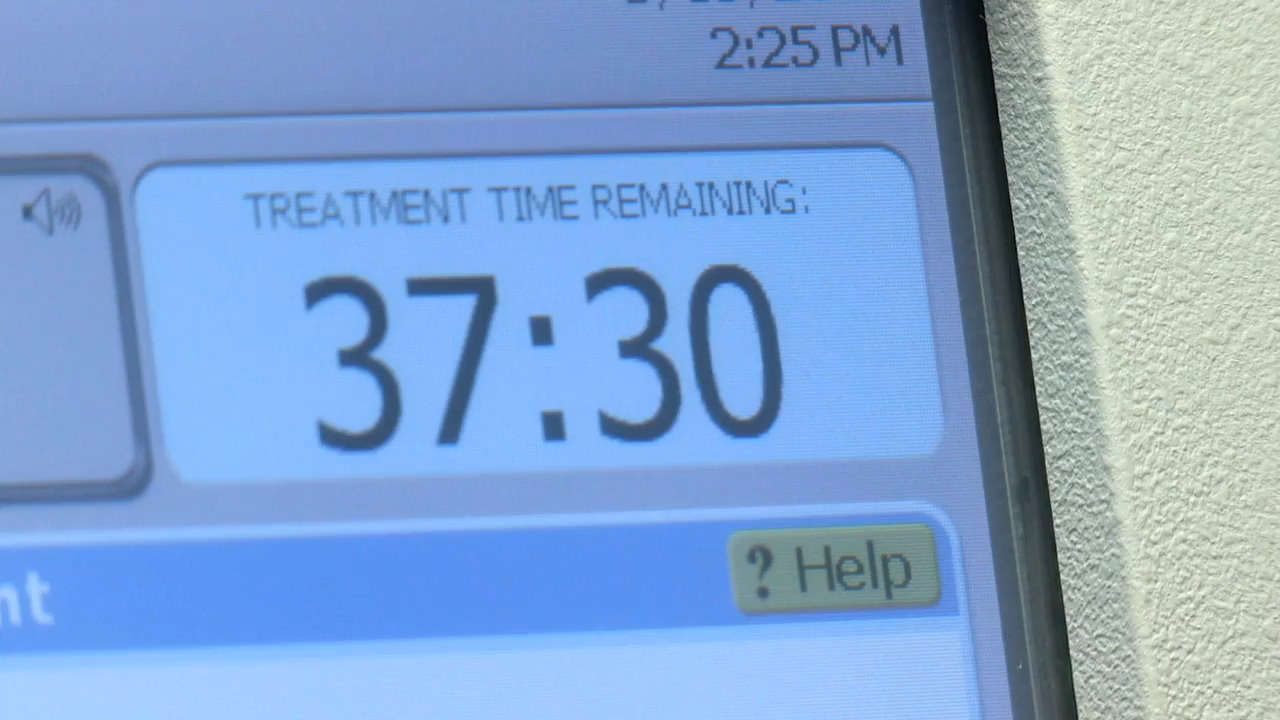 2:25 PM
TREATMENT TIME REMAINING:
37:30
nt
? Help